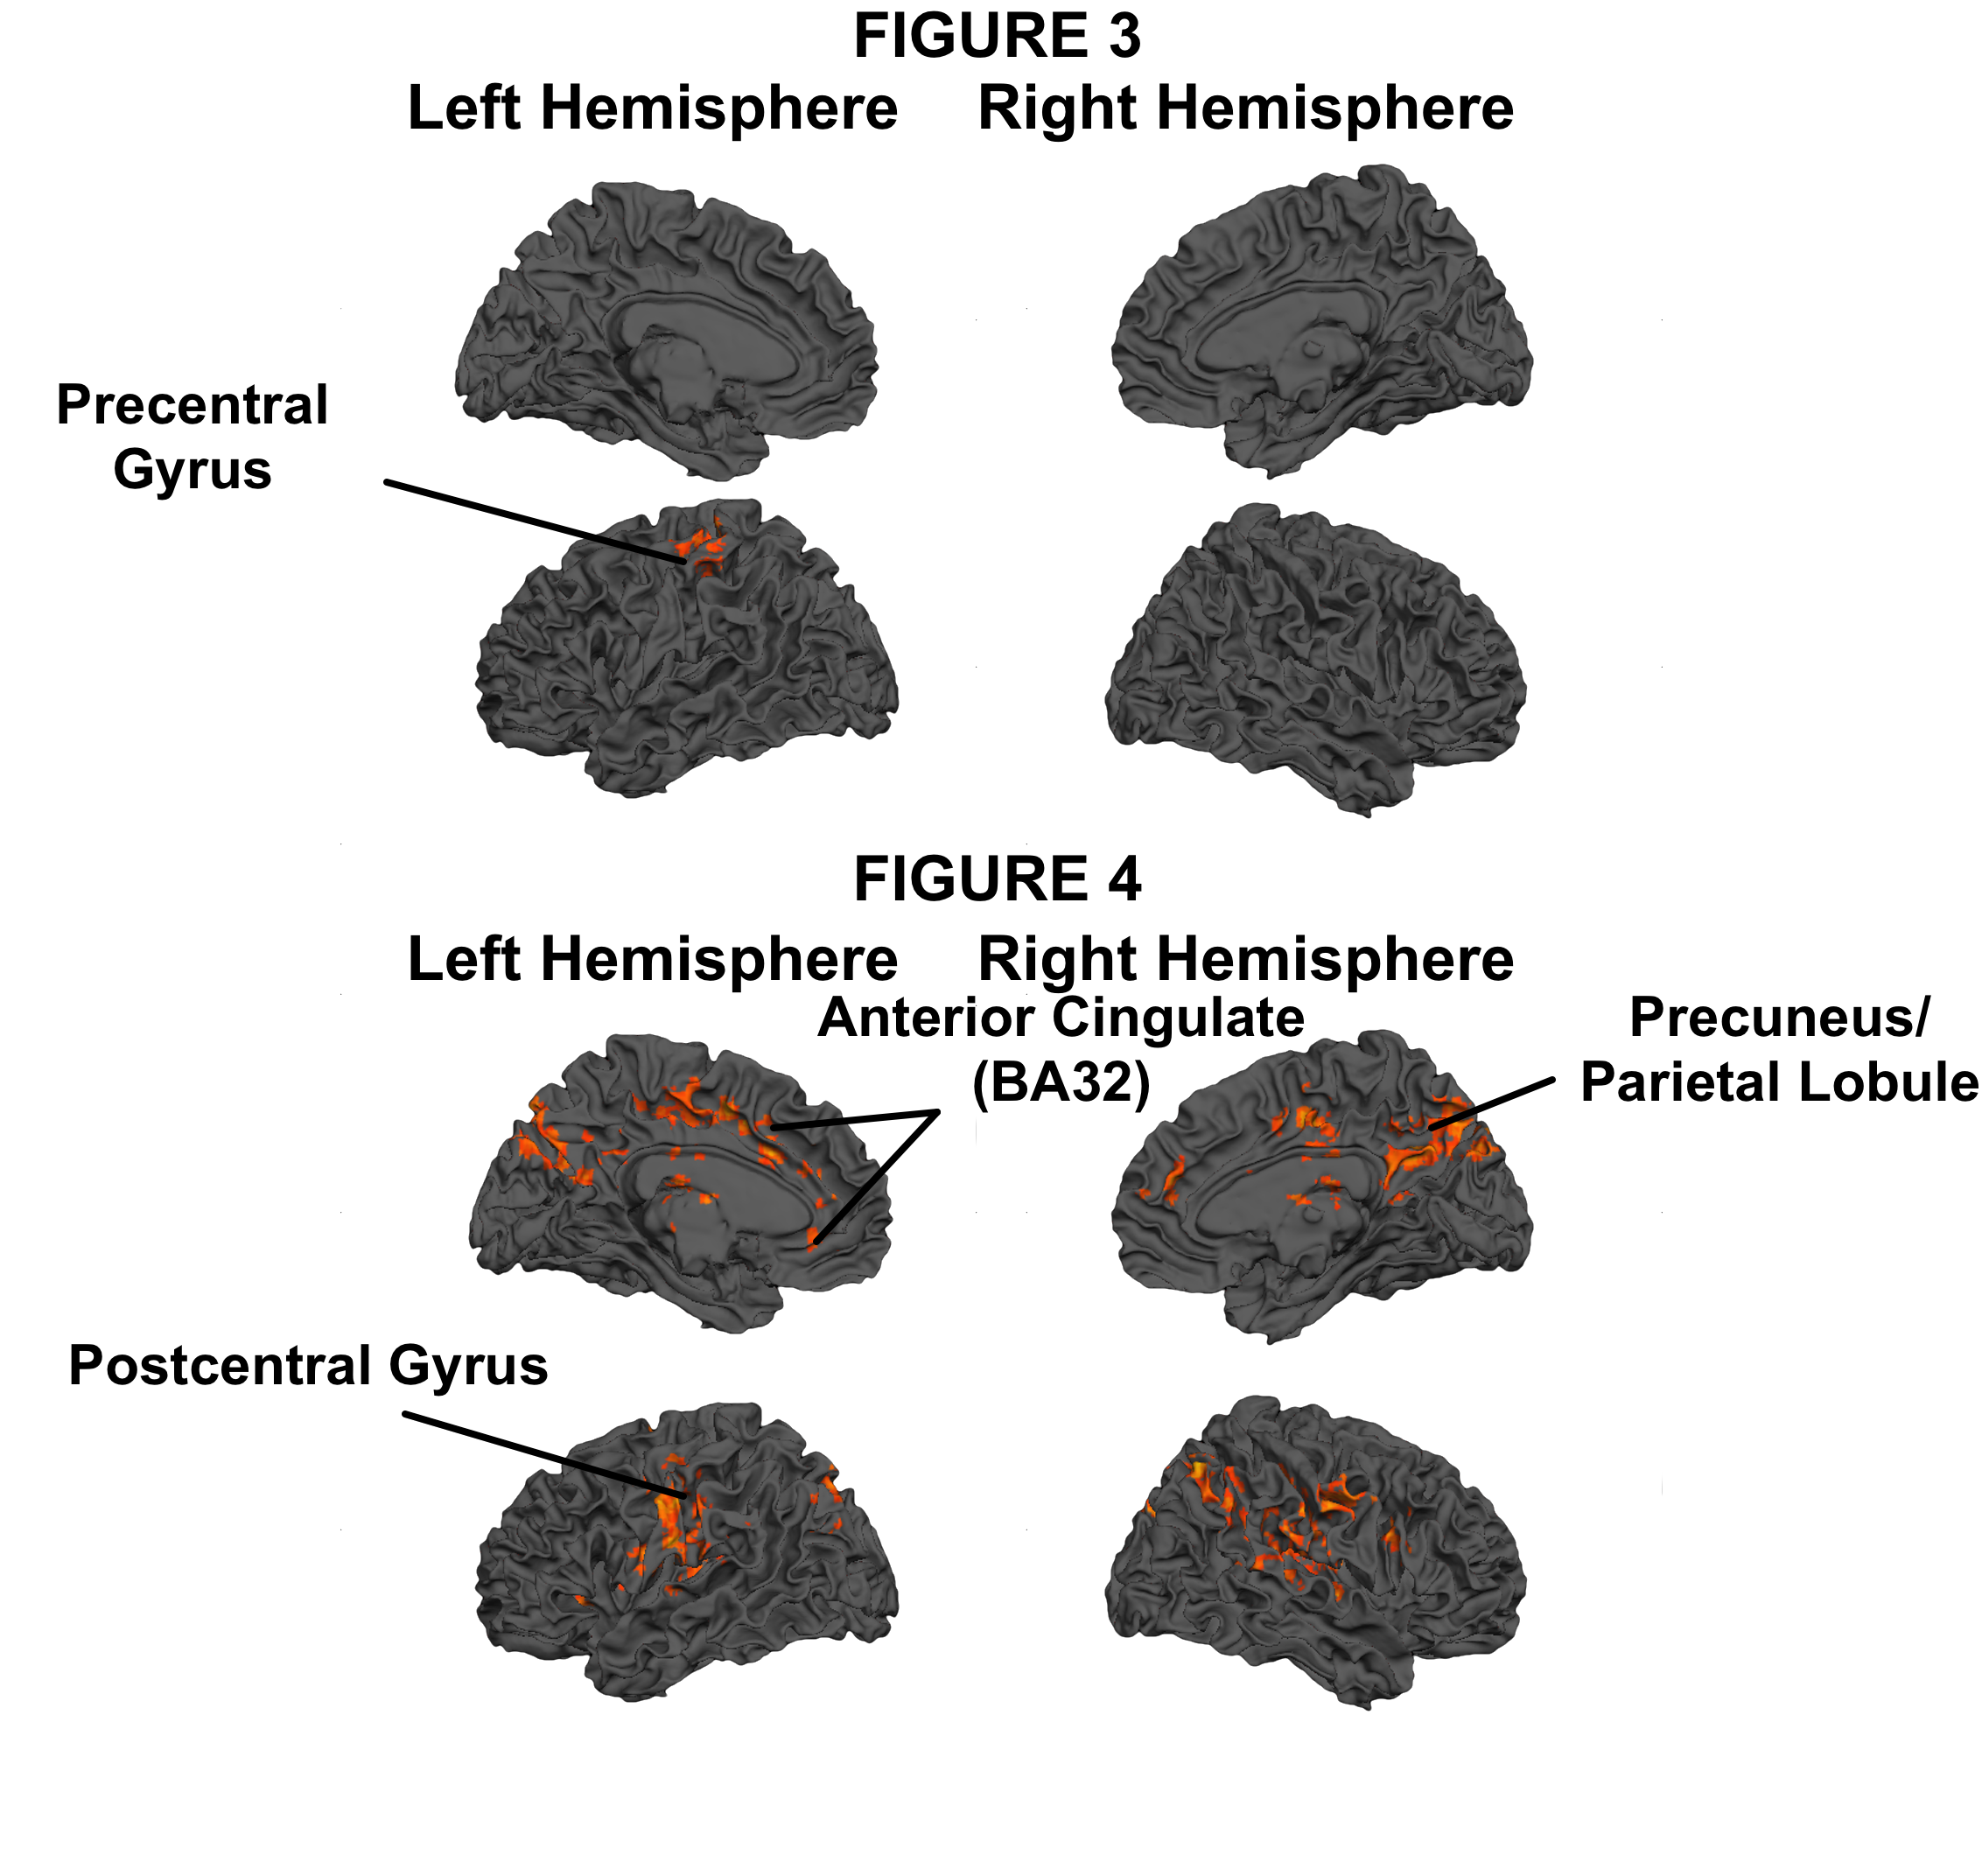 FIGURE 3
Left Hemisphere
Right Hemisphere
Precentral
Gyrus
FIGURE 4
Left Hemisphere
Right Hemisphere
Anterior Cingulate
(BA32)
Precuneus/
Parietal Lobule
Postcentral Gyrus